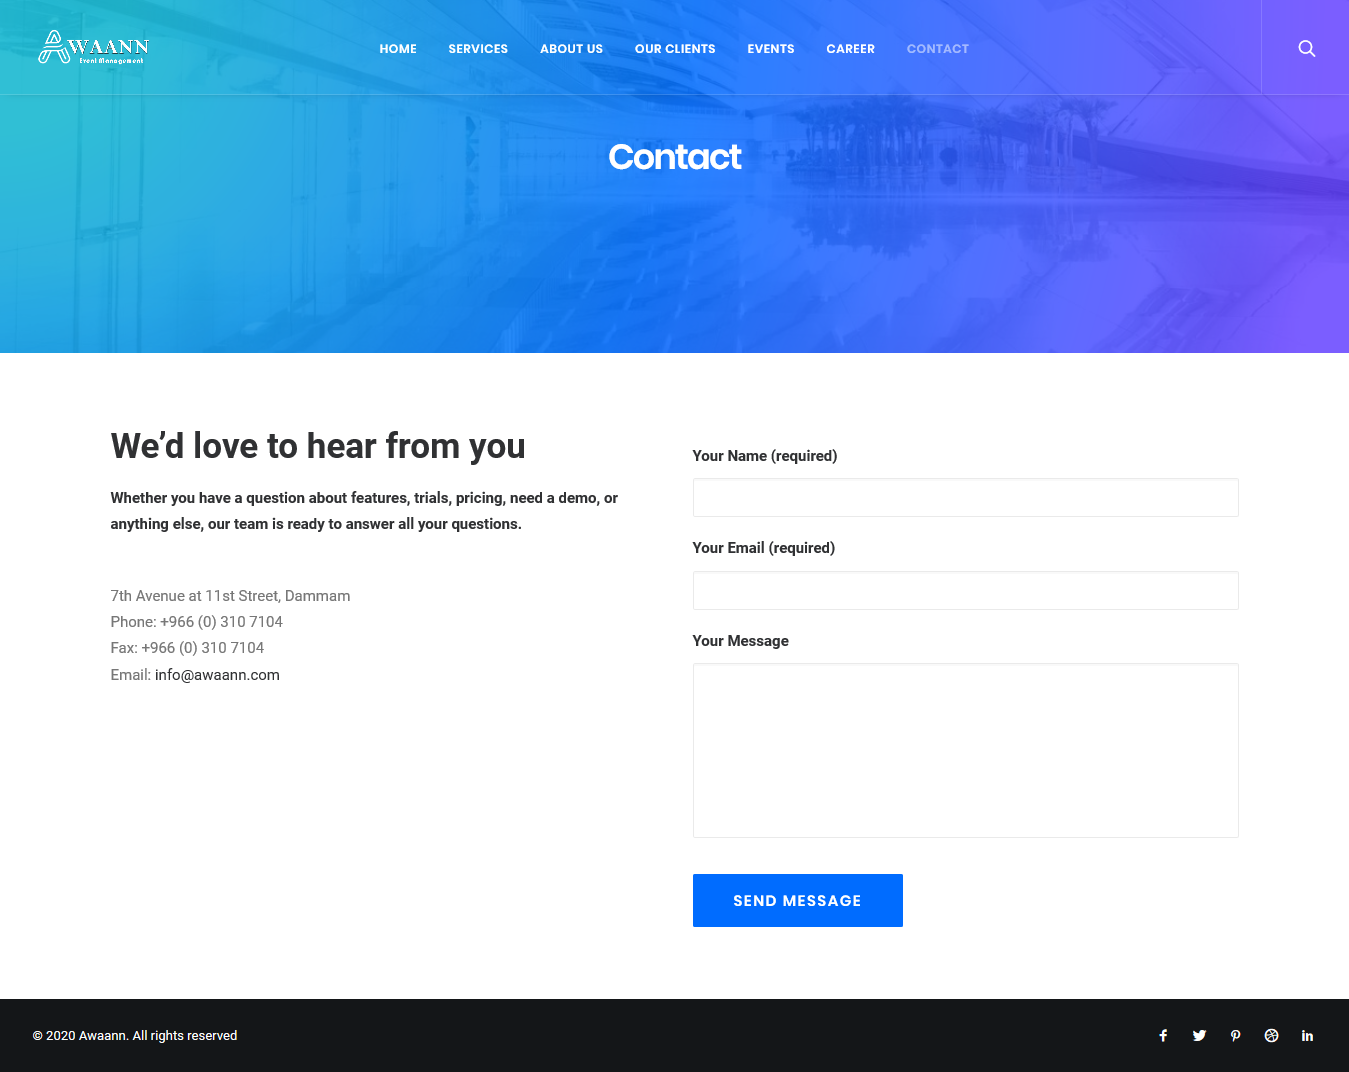 AWAANN
Event Management
HOME SERVICES ABOUT US OUR CLIENTS EVENTS CAREER CONTACT
Contact
We’d love to hear from you
Whether you have a question about features, trials, pricing, need a demo, or
anything else, our team is ready to answer all your questions.
7th Avenue at 11st Street, Dammam
Phone: +966 (0) 310 7104
Fax: +966 (0) 310 7104
Email: info@awaann.com
Your Name (required)
Your Email (required)
Your Message
SEND MESSAGE
© 2020 Awaann. All rights reserved